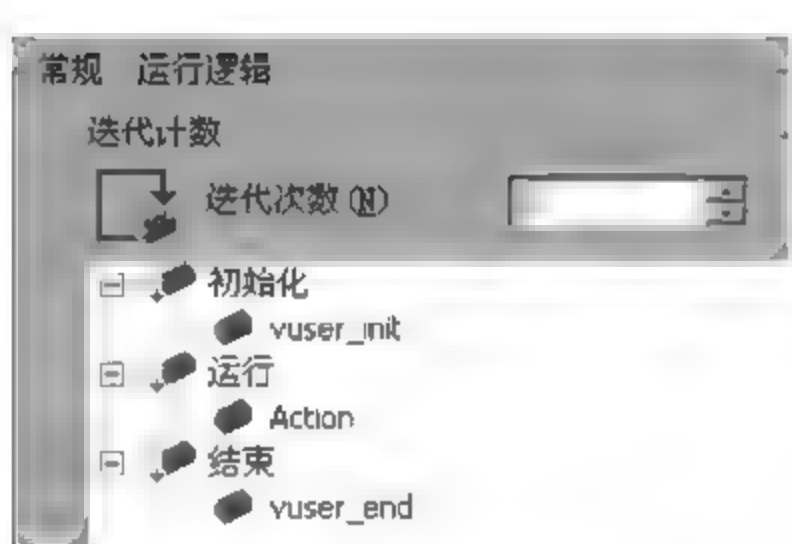 常规 运行逻辑
迭代计数
迭代次数(N)
初始化
vuser_init
运行
Action
结束
vuser_end